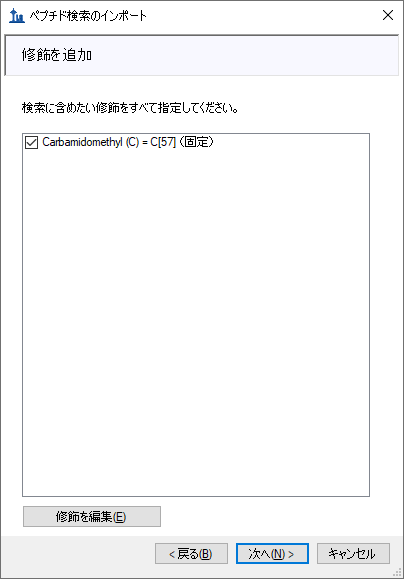 ペプチド検索のインポート
修飾を追加
検索に含めたい修飾をすべて指定してください。
Carbamidomethyl (C) = C[57] (固定)
修飾を編集(E)
< 戻る(B)
次へ(N) >
キャンセル